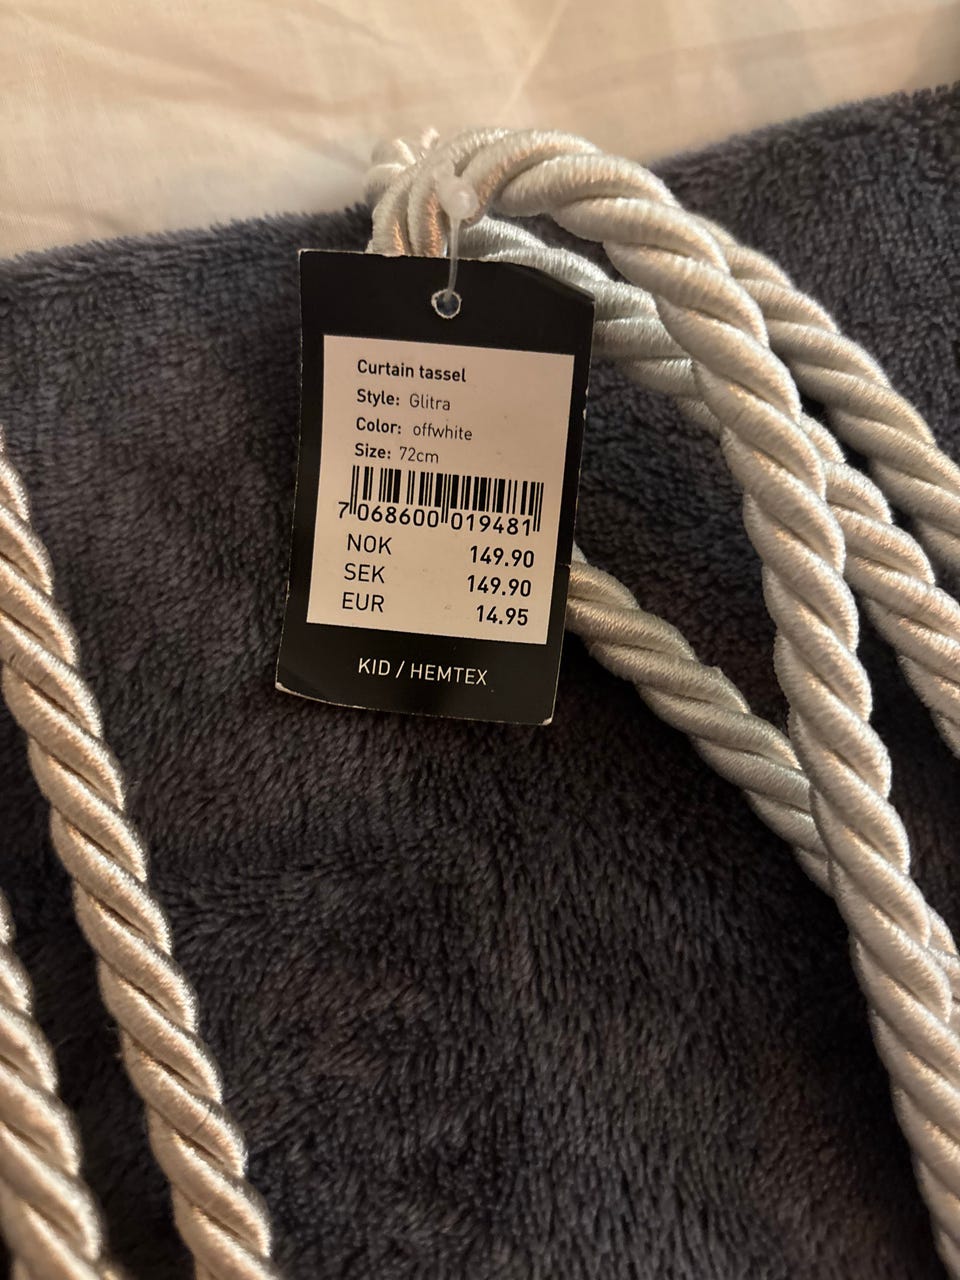 Curtain tassel
Style: Glitra
Color: offwhite
Size: 72cm
7 068600 019481
NOK 149.90
SEK 149.90
EUR 14.95
KID / HEMTEX